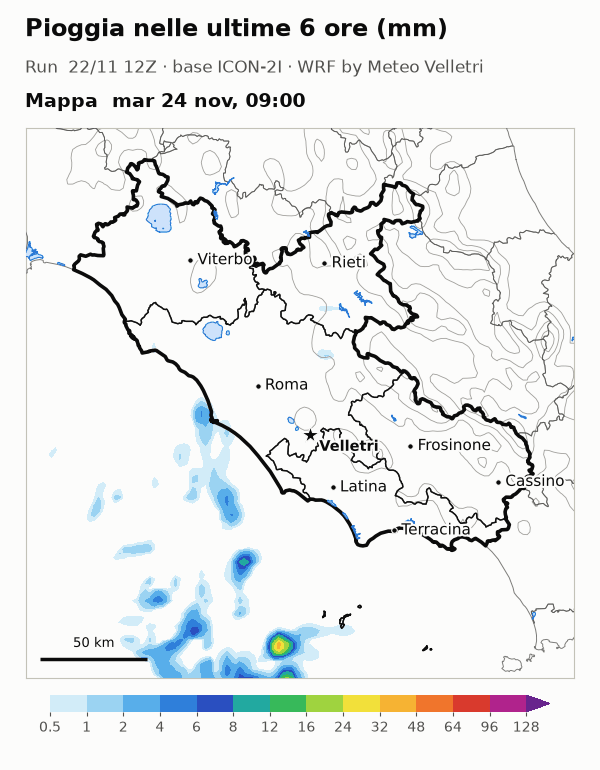 Pioggia nelle ultime 6 ore (mm)
Run  22/11 12Z · base ICON-2I · WRF by Meteo Velletri
Mappa  mar 24 nov, 09:00
Viterbo
Rieti
Roma
Velletri
Frosinone
Latina
Cassino
Terracina
50 km
0.5 1 2 4 6 8 12 16 24 32 48 64 96 128